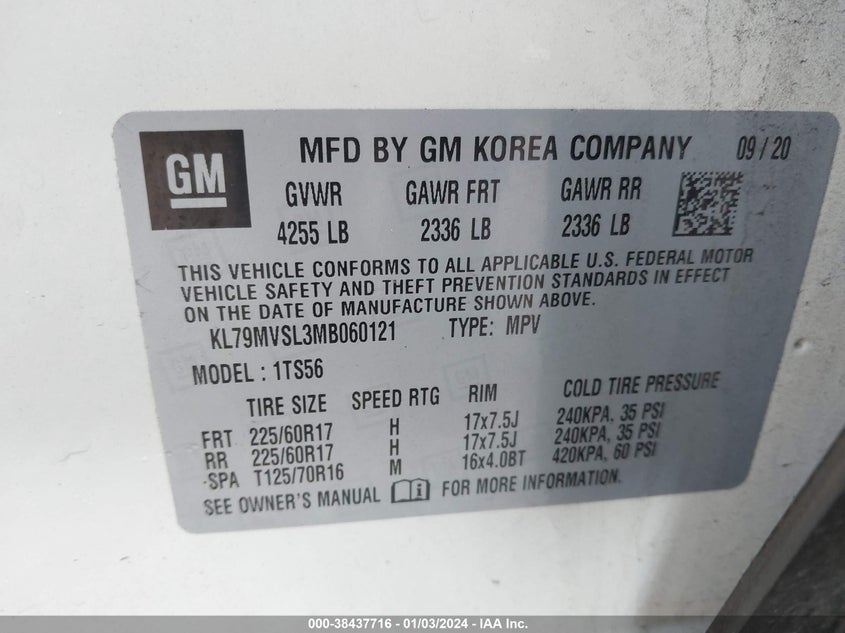 GM
MFD BY GM KOREA COMPANY 09/20
GVWR GAWR FRT GAWR RR
4255 LB 2336 LB 2336 LB
THIS VEHICLE CONFORMS TO ALL APPLICABLE U.S. FEDERAL MOTOR
VEHICLE SAFETY AND THEFT PREVENTION STANDARDS IN EFFECT
ON THE DATE OF MANUFACTURE SHOWN ABOVE.
KL79MVSL3MB060121 TYPE: MPV
MODEL : 1TS56
TIRE SIZE SPEED RTG RIM COLD TIRE PRESSURE
FRT 225/60R17 H 17x7.5J 240KPA, 35 PSI
RR 225/60R17 H 17x7.5J 240KPA, 35 PSI
SPA T125/70R16 M 16x4.0BT 420KPA, 60 PSI
SEE OWNER'S MANUAL FOR MORE INFORMATION.
000-38437716 - 01/03/2024 - IAA Inc.